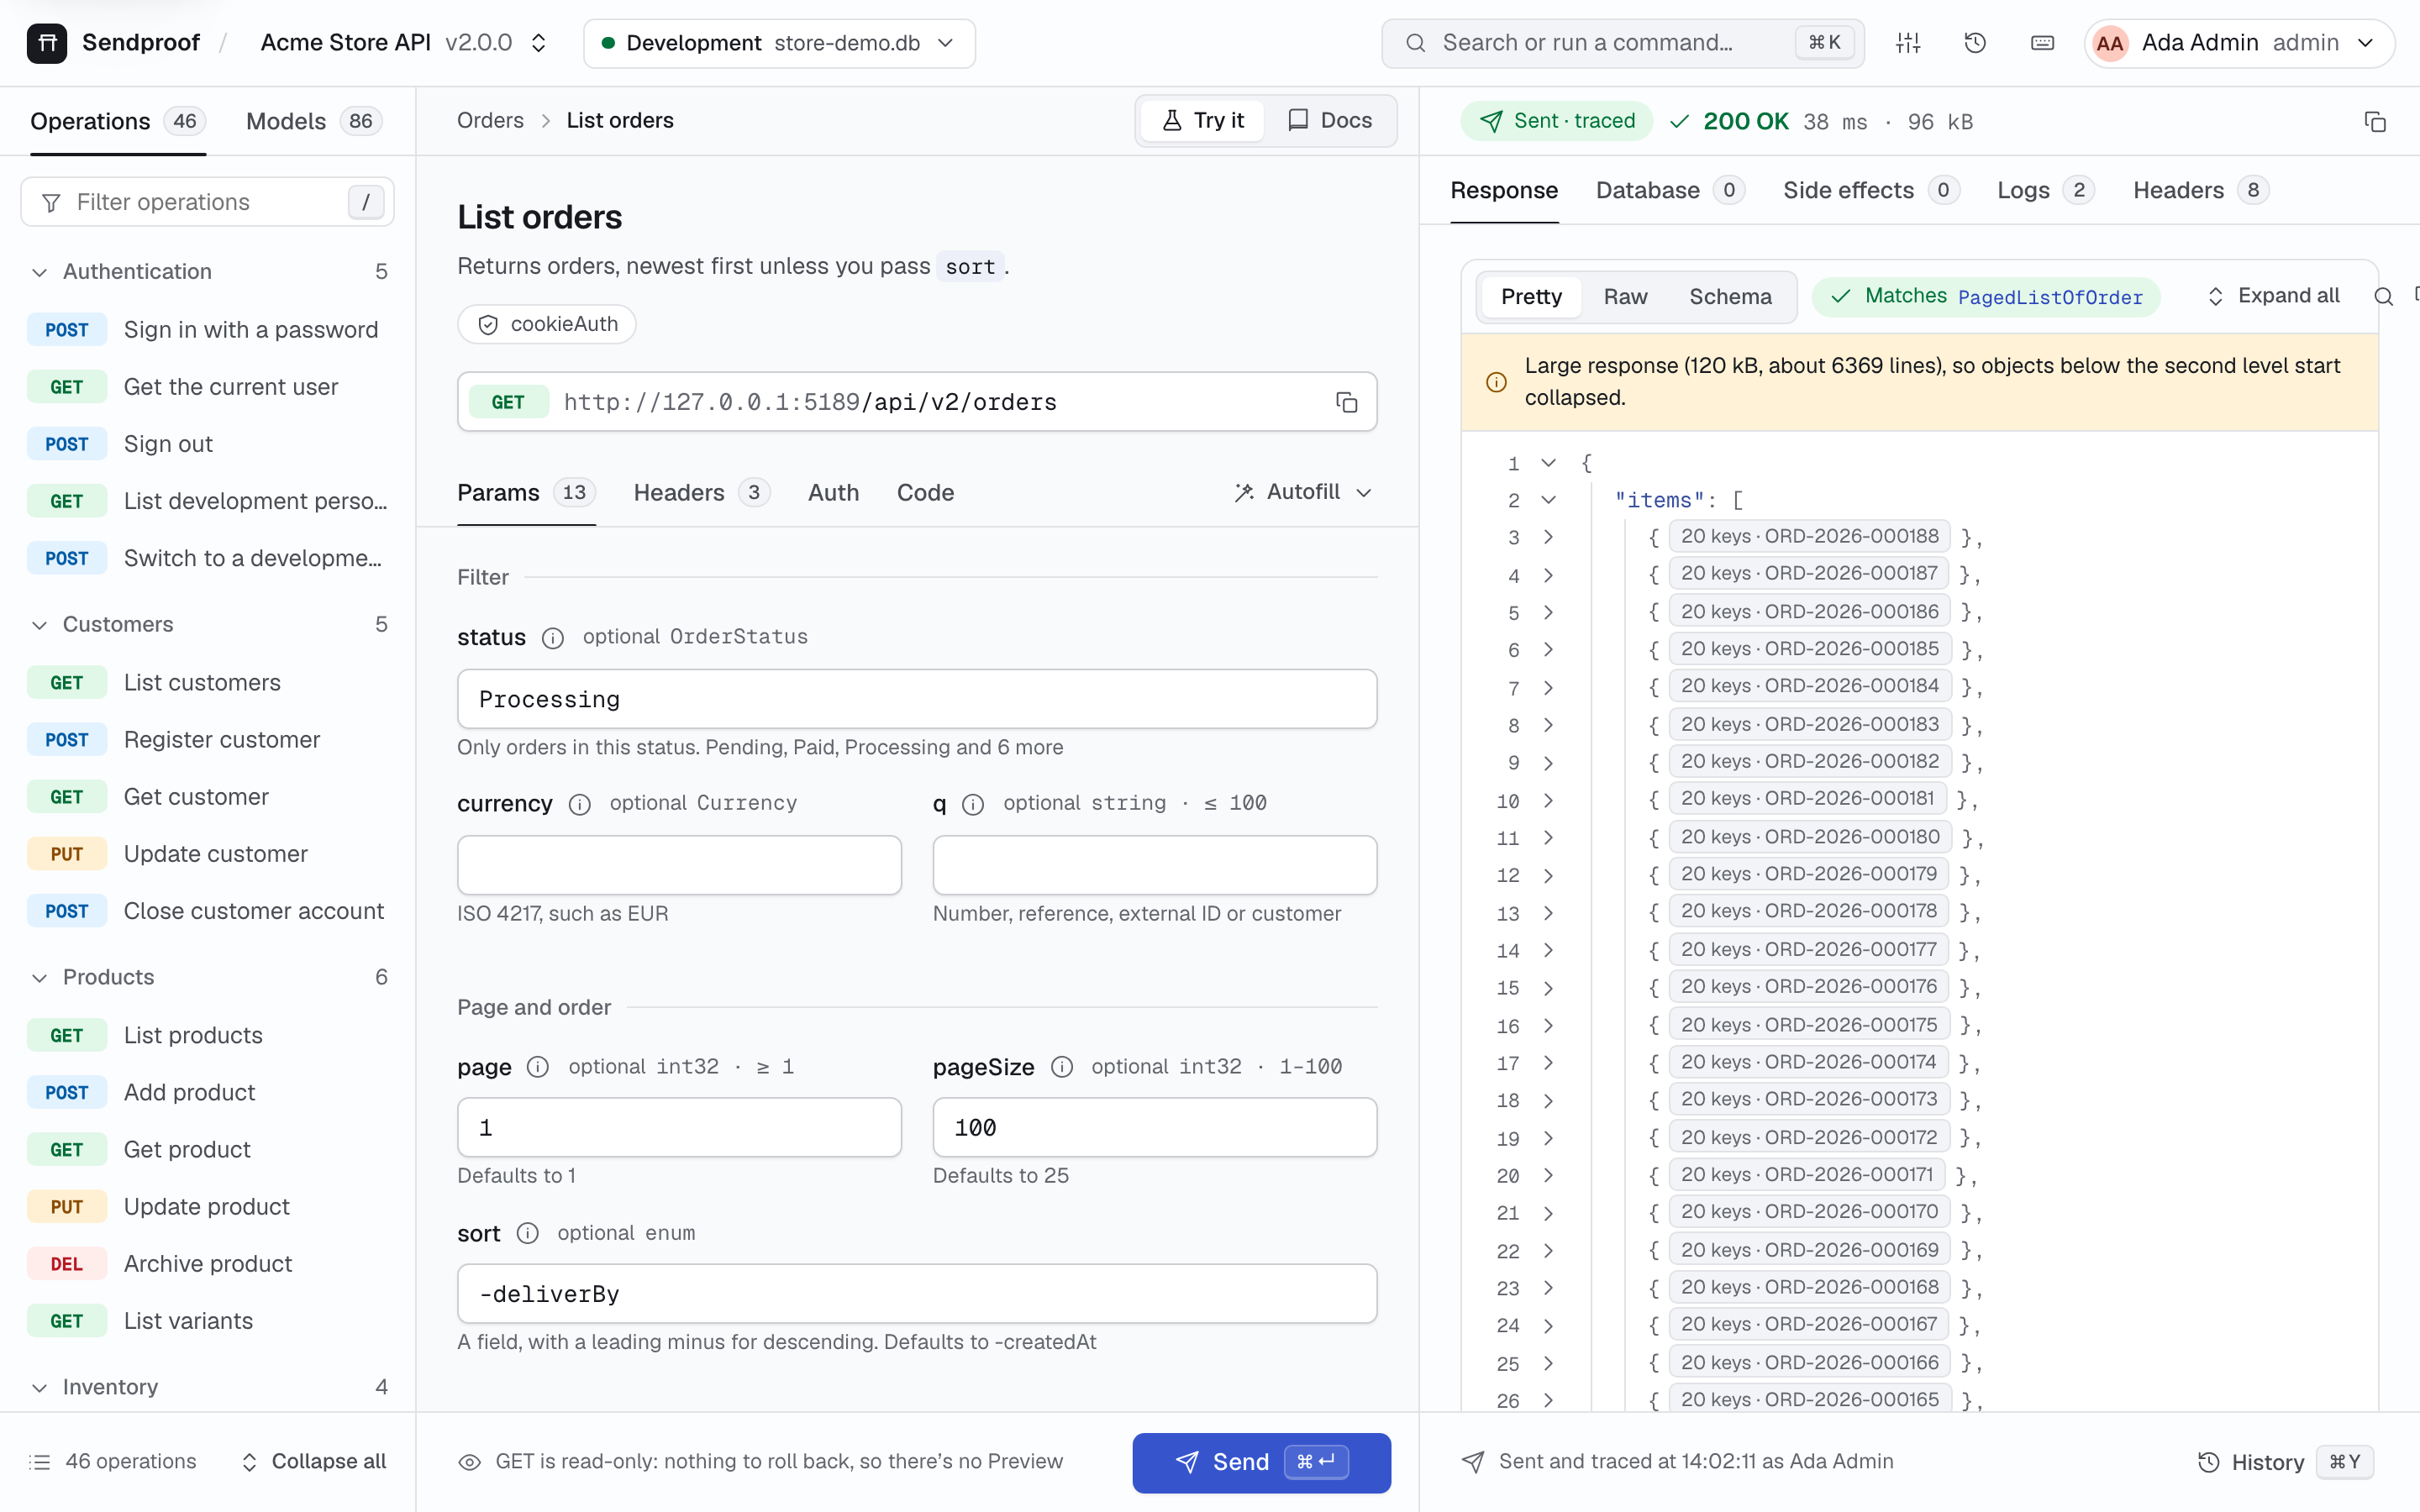 Sendproof / Acme Store API v2.0.0
Development store-demo.db
Search or run a command... ⌘K
AA Ada Admin admin
Operations 46 Models 86
Filter operations /
Authentication 5
POST Sign in with a password
GET Get the current user
POST Sign out
GET List development perso...
POST Switch to a developme...
Customers 5
GET List customers
POST Register customer
GET Get customer
PUT Update customer
POST Close customer account
Products 6
GET List products
POST Add product
GET Get product
PUT Update product
DEL Archive product
GET List variants
Inventory 4
46 operations Collapse all
Orders > List orders
Try it Docs
List orders
Returns orders, newest first unless you pass sort.
cookieAuth
GET http://127.0.0.1:5189/api/v2/orders
Params 13 Headers 3 Auth Code Autofill
Filter
status optional OrderStatus
Processing
Only orders in this status. Pending, Paid, Processing and 6 more
currency optional Currency
ISO 4217, such as EUR
q optional string · ≤ 100
Number, reference, external ID or customer
Page and order
page optional int32 · ≥ 1
1
Defaults to 1
pageSize optional int32 · 1–100
100
Defaults to 25
sort optional enum
-deliverBy
A field, with a leading minus for descending. Defaults to -createdAt
GET is read-only: nothing to roll back, so there's no Preview
Send ⌘↵
Sent · traced 200 OK 38 ms · 96 kB
Response Database 0 Side effects 0 Logs 2 Headers 8
Pretty Raw Schema Matches PagedListOfOrder Expand all
Large response (120 kB, about 6369 lines), so objects below the second level start
collapsed.
1 {
2 "items": [
3 { 20 keys · ORD-2026-000188 },
4 { 20 keys · ORD-2026-000187 },
5 { 20 keys · ORD-2026-000186 },
6 { 20 keys · ORD-2026-000185 },
7 { 20 keys · ORD-2026-000184 },
8 { 20 keys · ORD-2026-000183 },
9 { 20 keys · ORD-2026-000182 },
10 { 20 keys · ORD-2026-000181 },
11 { 20 keys · ORD-2026-000180 },
12 { 20 keys · ORD-2026-000179 },
13 { 20 keys · ORD-2026-000178 },
14 { 20 keys · ORD-2026-000177 },
15 { 20 keys · ORD-2026-000176 },
16 { 20 keys · ORD-2026-000175 },
17 { 20 keys · ORD-2026-000174 },
18 { 20 keys · ORD-2026-000173 },
19 { 20 keys · ORD-2026-000172 },
20 { 20 keys · ORD-2026-000171 },
21 { 20 keys · ORD-2026-000170 },
22 { 20 keys · ORD-2026-000169 },
23 { 20 keys · ORD-2026-000168 },
24 { 20 keys · ORD-2026-000167 },
25 { 20 keys · ORD-2026-000166 },
26 { 20 keys · ORD-2026-000165 },
Sent and traced at 14:02:11 as Ada Admin
History ⌘Y